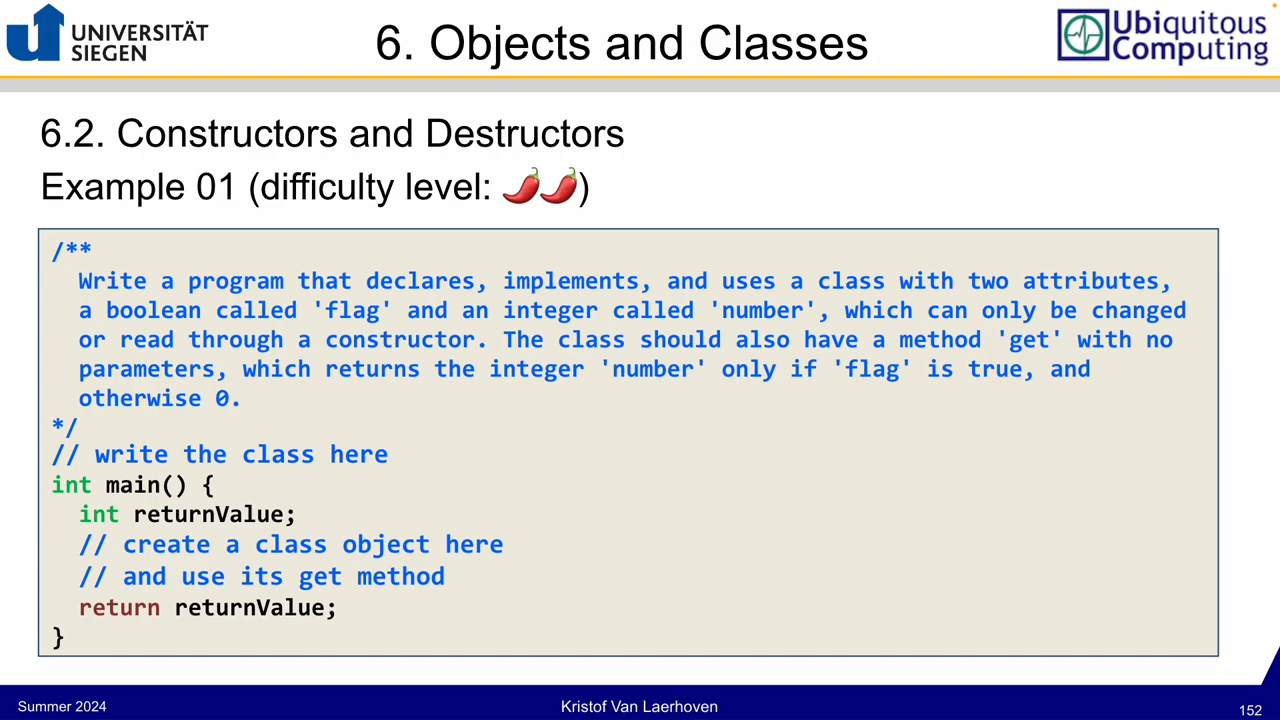 UNIVERSITÄT
SIEGEN
6. Objects and Classes
Ubiquitous
Computing
6.2. Constructors and Destructors
Example 01 (difficulty level: 🌶️🌶️)
/**
Write a program that declares, implements, and uses a class with two attributes,
a boolean called 'flag' and an integer called 'number', which can only be changed
or read through a constructor. The class should also have a method 'get' with no
parameters, which returns the integer 'number' only if 'flag' is true, and
otherwise 0.
*/
// write the class here
int main() {
int returnValue;
// create a class object here
// and use its get method
return returnValue;
}
Summer 2024
Kristof Van Laerhoven
152